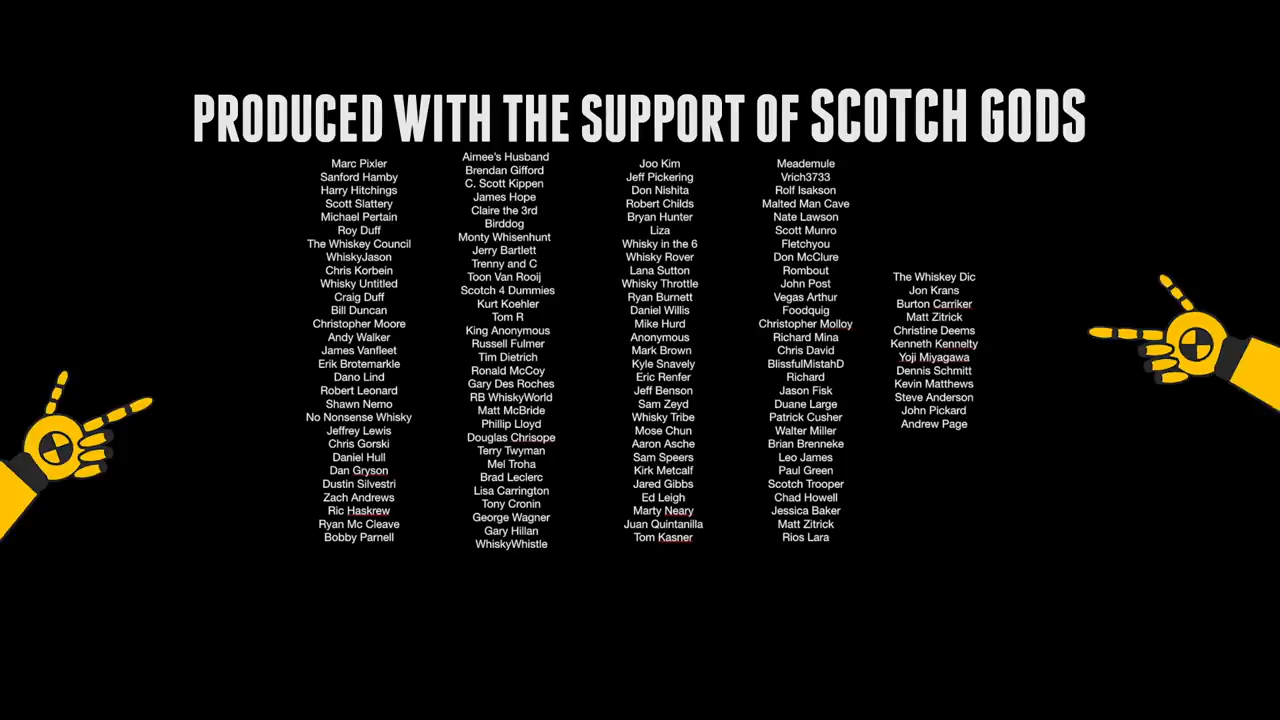 PRODUCED WITH THE SUPPORT OF SCOTCH GODS
Marc Pixler
Sanford Hamby
Harry Hitchings
Scott Slattery
Michael Pertain
Roy Duff
The Whiskey Council
WhiskyJason
Chris Korbein
Whisky Untitled
Craig Duff
Bill Duncan
Christopher Moore
Andy Walker
James Vanfleet
Erik Brotemarkle
Dano Lind
Robert Leonard
Shawn Nemo
No Nonsense Whisky
Jeffrey Lewis
Chris Gorski
Daniel Hull
Dan Gryson
Dustin Silvestri
Zach Andrews
Ric Haskrew
Ryan Mc Cleave
Bobby Parnell
Aimee's Husband
Brendan Gifford
C. Scott Kippen
James Hope
Claire the 3rd
Birddog
Monty Whisenhunt
Jerry Bartlett
Trenny and C
Toon Van Rooij
Scotch 4 Dummies
Kurt Koehler
Tom R
King Anonymous
Russell Fulmer
Tim Dietrich
Ronald McCoy
Gary Des Roches
RB WhiskyWorld
Matt McBride
Phillip Lloyd
Douglas Chrisope
Terry Twyman
Mel Troha
Brad Leclerc
Lisa Carrington
Tony Cronin
George Wagner
Gary Hillan
WhiskyWhistle
Joo Kim
Jeff Pickering
Don Nishita
Robert Childs
Bryan Hunter
Liza
Whisky in the 6
Whisky Rover
Lana Sutton
Whisky Throttle
Ryan Burnett
Daniel Willis
Mike Hurd
Anonymous
Mark Brown
Kyle Snavely
Eric Renfer
Jeff Benson
Sam Zeyd
Whisky Tribe
Mose Chun
Aaron Asche
Sam Speers
Kirk Metcalf
Jared Gibbs
Ed Leigh
Marty Neary
Juan Quintanilla
Tom Kasner
Meademule
Vrich3733
Rolf Isakson
Malted Man Cave
Nate Lawson
Scott Munro
Fletchyou
Don McClure
Rombout
John Post
Vegas Arthur
Foodquig
Christopher Molloy
Richard Mina
Chris David
BlissfulMistahD
Richard
Jason Fisk
Duane Large
Patrick Cusher
Walter Miller
Brian Brenneke
Leo James
Paul Green
Scotch Trooper
Chad Howell
Jessica Baker
Matt Zitrick
Rios Lara
The Whiskey Dic
Jon Krans
Burton Carriker
Matt Zitrick
Christine Deems
Kenneth Kennelty
Yoji Miyagawa
Dennis Schmitt
Kevin Matthews
Steve Anderson
John Pickard
Andrew Page